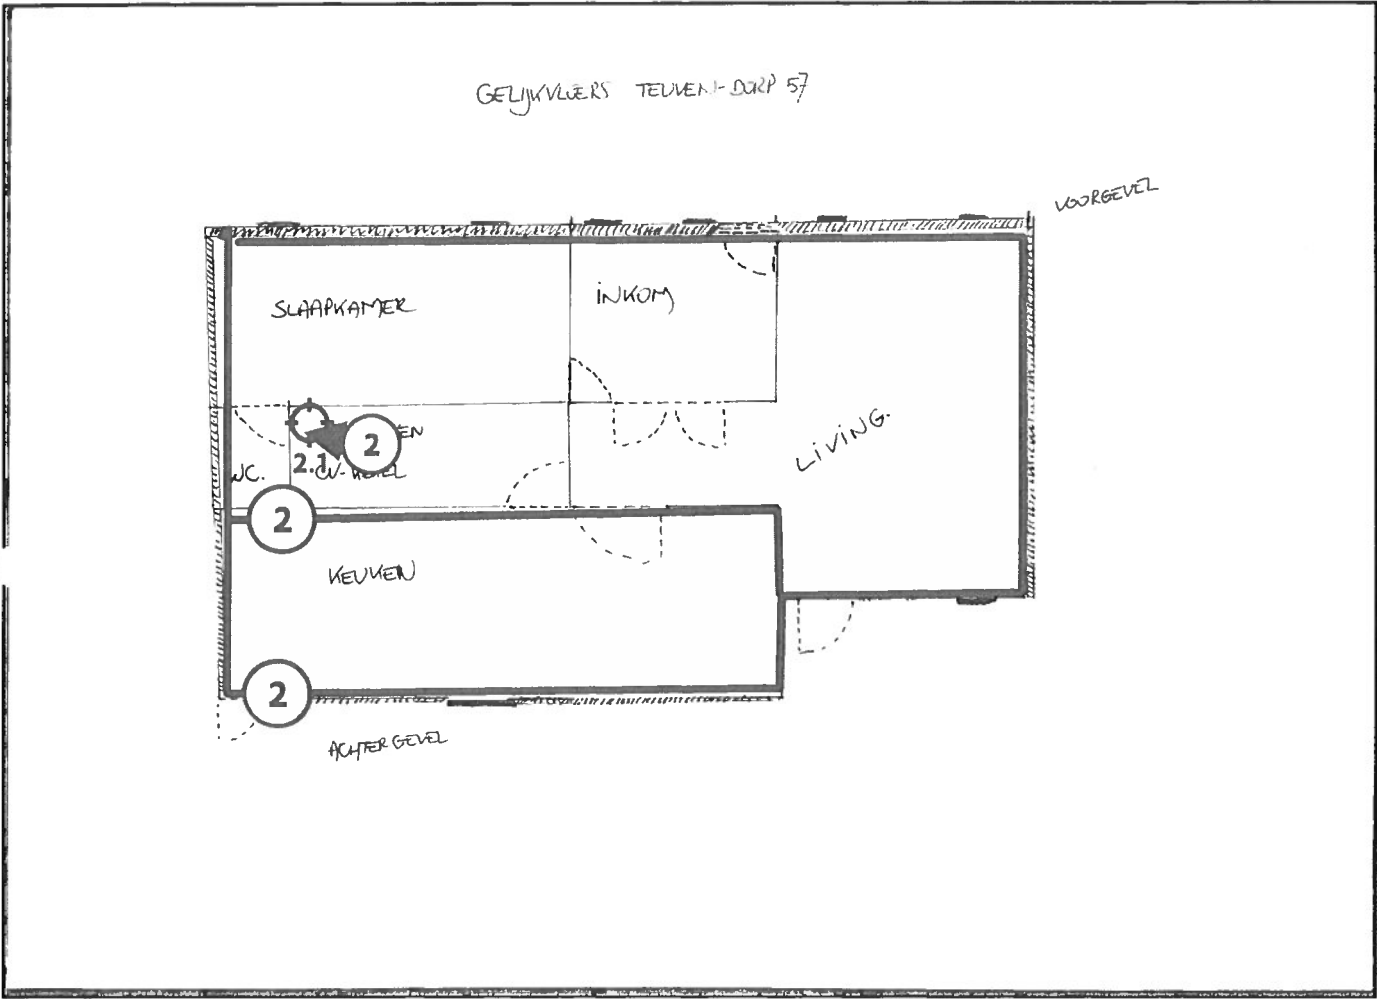 GELIJKVLOERS TEUVEN-DORP 57
VOORGEVEL
SLAAPKAMER
INKOM
LIVING.
2
2.1
WC.
2
KEUKEN
2
ACHTERGEVEL